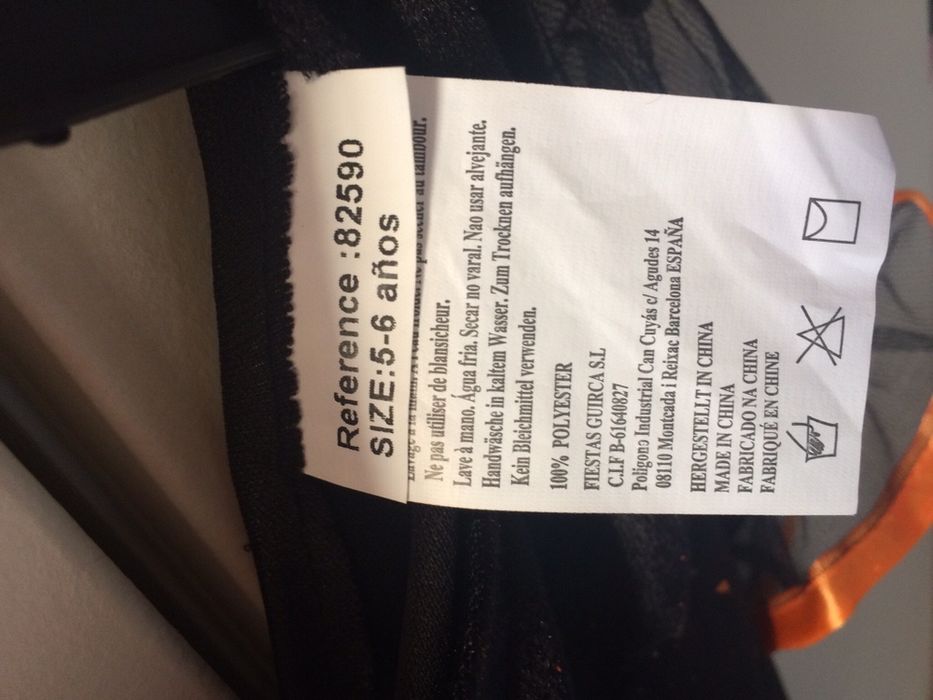 Reference :82590
SIZE:5-6 años
Ne pas utiliser de blansicheur.
Lave à mano. Água fria. Secar no varal. Nao usar alvejante.
Handwäsche in kaltem Wasser. Zum Trocknen aufhängen.
Kein Bleichmittel verwenden.
100% POLYESTER
FIESTAS GUIRCA S.L
C.I.F B-61640827
Poligono Industrial Can Cuyás c/ Agudes 14
08110 Montcada i Reixac Barcelona ESPAÑA
HERGESTELLT IN CHINA
MADE IN CHINA
FABRICADO NA CHINA
FABRIQUÉ EN CHINE